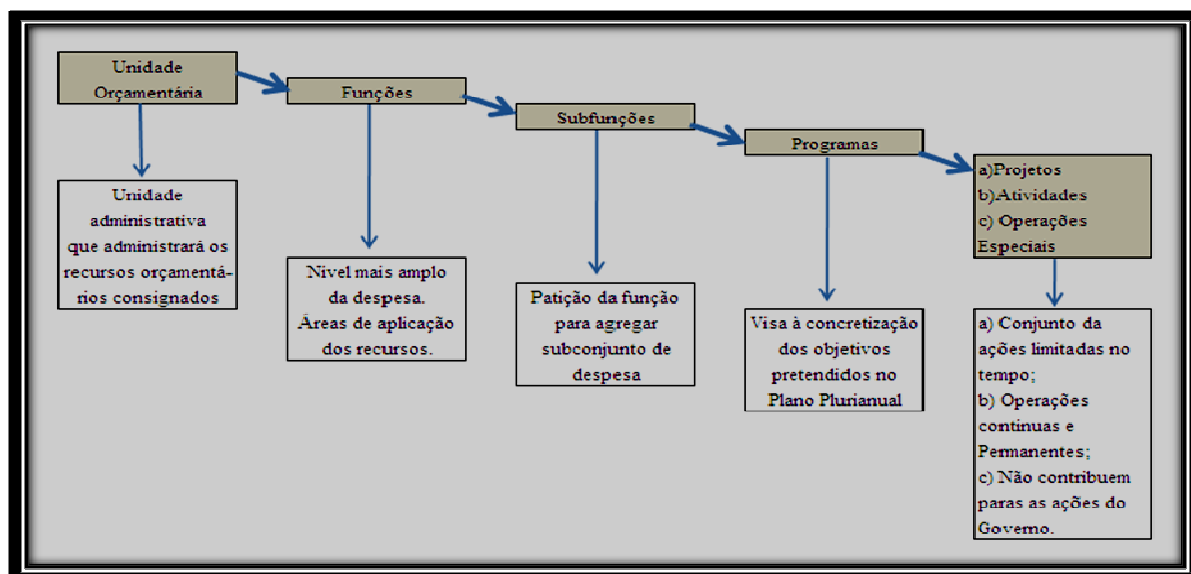 Unidade
Orçamentária
Funções
Subfunções
Programas
a)Projetos
b)Atividades
c) Operações
Especiais
Unidade
administrativa
que administrará os
recursos orçamentá-
rios consignados
Nível mais amplo
da despesa.
Áreas de aplicação
dos recursos.
Patição da função
para agregar
subconjunto de
despesa
Visa à concretização
dos objetivos
pretendidos no
Plano Plurianual
a) Conjunto da
ações limitadas no
tempo;
b) Operações
continuas e
Permanentes;
c) Não contribuem
paras as ações do
Governo.